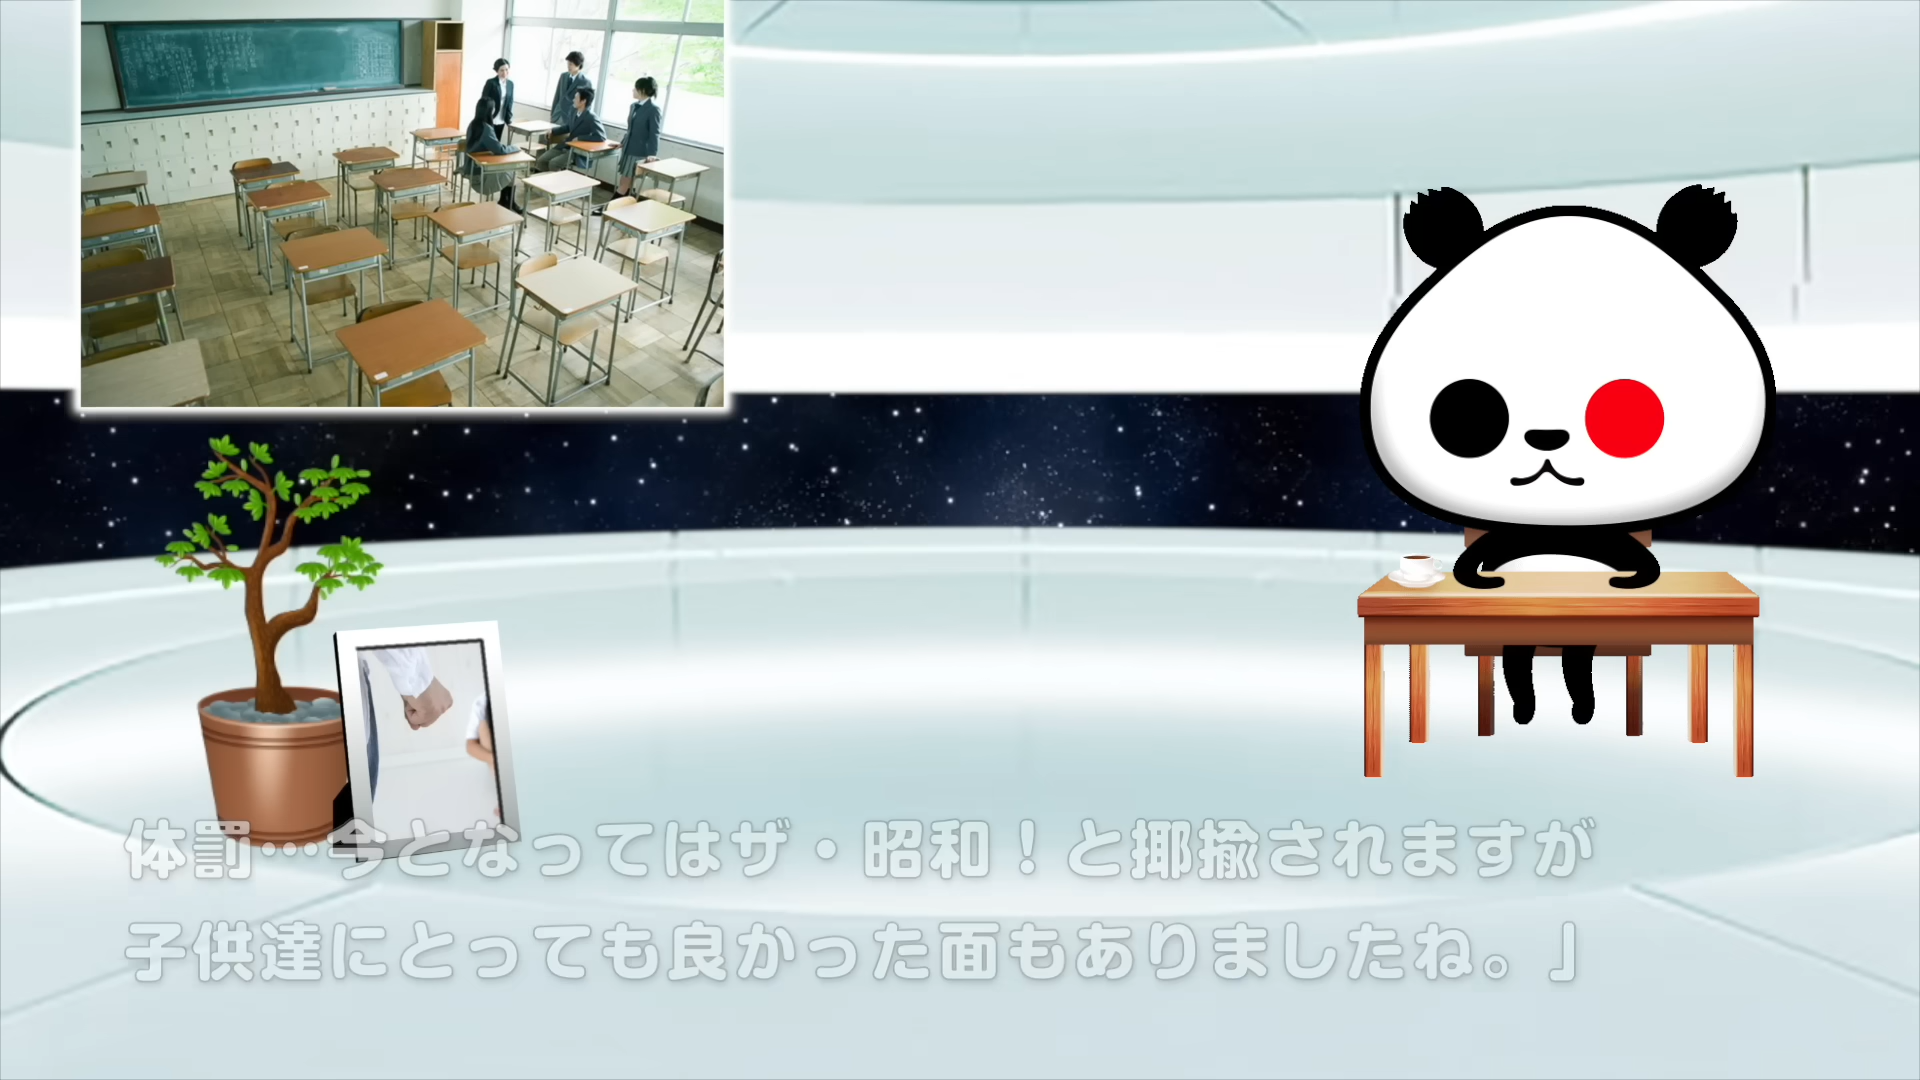 体罰…今となってはザ・昭和！と揶揄されますが
子供達にとっても良かった面もありましたね。」